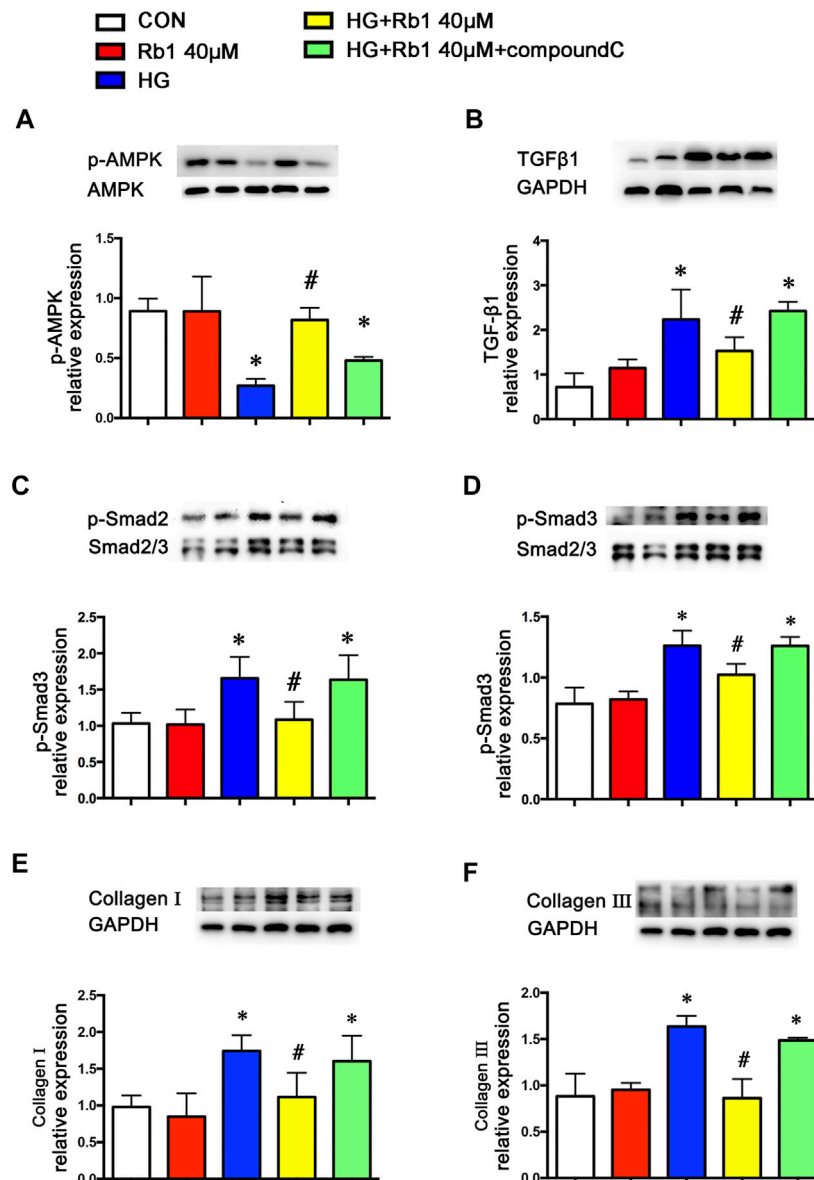 CON
Rb1 40μM
HG
HG+Rb1 40μM
HG+Rb1 40μM+compoundC
A
p-AMPK
AMPK
p-AMPK
relative expression
1.5
1.0
0.5
0.0
*
#
*
B
TGFβ1
GAPDH
TGF-β1
relative expression
4
3
2
1
0
*
#
*
C
p-Smad2
Smad2/3
p-Smad3
relative expression
2.5
2.0
1.5
1.0
0.5
0.0
*
#
*
D
p-Smad3
Smad2/3
p-Smad3
relative expression
1.5
1.0
0.5
0.0
*
#
*
E
Collagen Ⅰ
GAPDH
Collagen Ⅰ
relative expression
2.5
2.0
1.5
1.0
0.5
0.0
*
#
*
F
Collagen Ⅲ
GAPDH
Collagen Ⅲ
relative expression
2.0
1.5
1.0
0.5
0.0
*
#
*